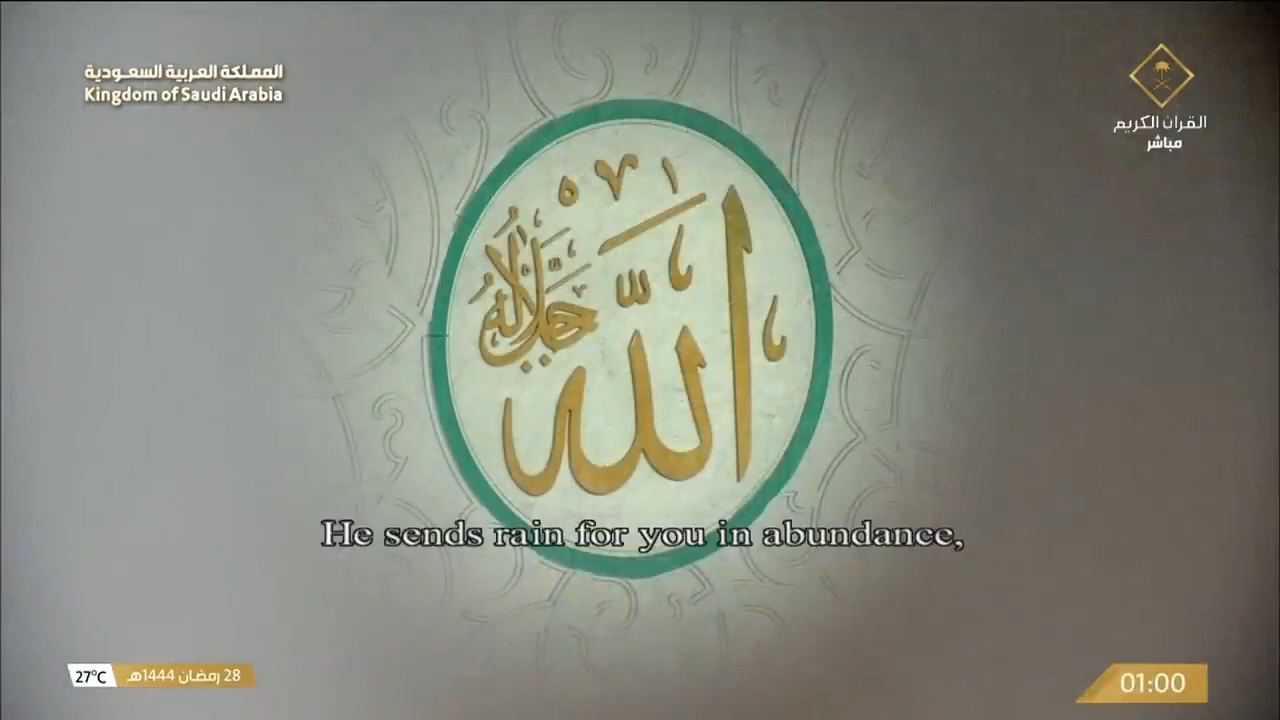 المملكة العربية السعودية
Kingdom of Saudi Arabia
القرآن الكريم
مباشر
الله
جل جلاله
He sends rain for you in abundance,
27°C
28 رمضان 1444هـ
01:00